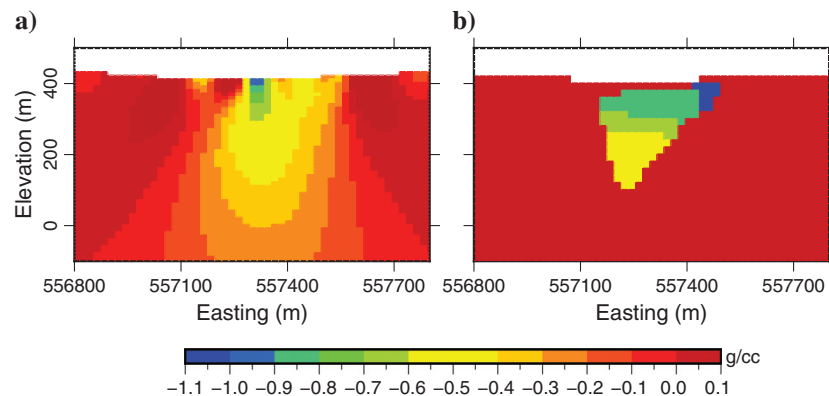 a)
b)
Elevation (m)
400
200
0
556800 557100 557400 557700
556800 557100 557400 557700
Easting (m)
Easting (m)
g/cc
−1.1 −1.0 −0.9 −0.8 −0.7 −0.6 −0.5 −0.4 −0.3 −0.2 −0.1 0.0 0.1